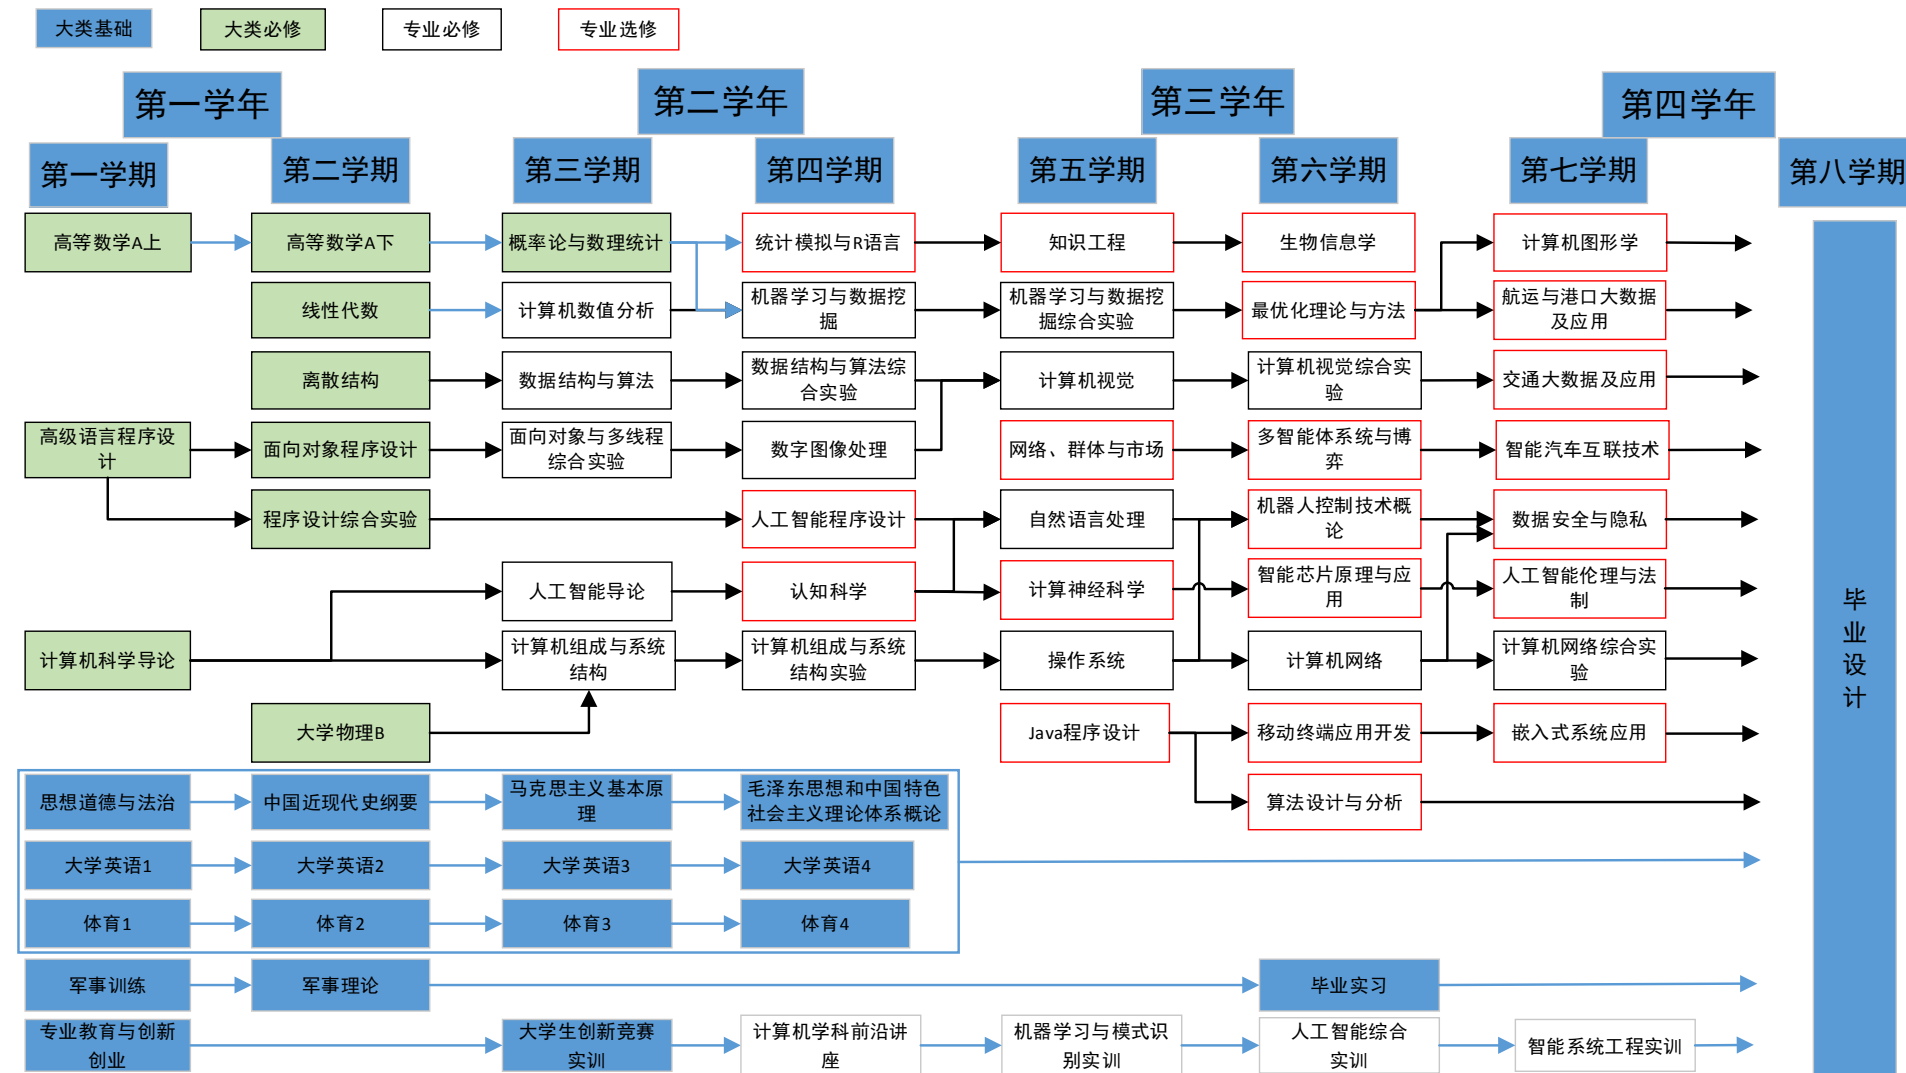 大类基础
大类必修
专业必修
专业选修
第一学年
第二学年
第三学年
第四学年
第一学期
第二学期
第三学期
第四学期
第五学期
第六学期
第七学期
第八学期
高等数学A上
高等数学A下
概率论与数理统计
统计模拟与R语言
知识工程
生物信息学
计算机图形学
线性代数
计算机数值分析
机器学习与数据挖
掘
机器学习与数据挖
掘综合实验
最优化理论与方法
航运与港口大数据
及应用
离散结构
数据结构与算法
数据结构与算法综
合实验
计算机视觉
计算机视觉综合实
验
交通大数据及应用
高级语言程序设
计
面向对象程序设计
面向对象与多线程
综合实验
数字图像处理
网络、群体与市场
多智能体系统与博
弈
智能汽车互联技术
程序设计综合实验
人工智能程序设计
自然语言处理
机器人控制技术概
论
数据安全与隐私
人工智能导论
认知科学
计算神经科学
智能芯片原理与应
用
人工智能伦理与法
制
计算机科学导论
计算机组成与系统
结构
计算机组成与系统
结构实验
操作系统
计算机网络
计算机网络综合实
验
大学物理B
Java程序设计
移动终端应用开发
嵌入式系统应用
思想道德与法治
中国近现代史纲要
马克思主义基本原
理
毛泽东思想和中国特色
社会主义理论体系概论
算法设计与分析
大学英语1
大学英语2
大学英语3
大学英语4
体育1
体育2
体育3
体育4
军事训练
军事理论
毕业实习
专业教育与创新
创业
大学生创新竞赛
实训
计算机学科前沿讲
座
机器学习与模式识
别实训
人工智能综合
实训
智能系统工程实训
毕
业
设
计